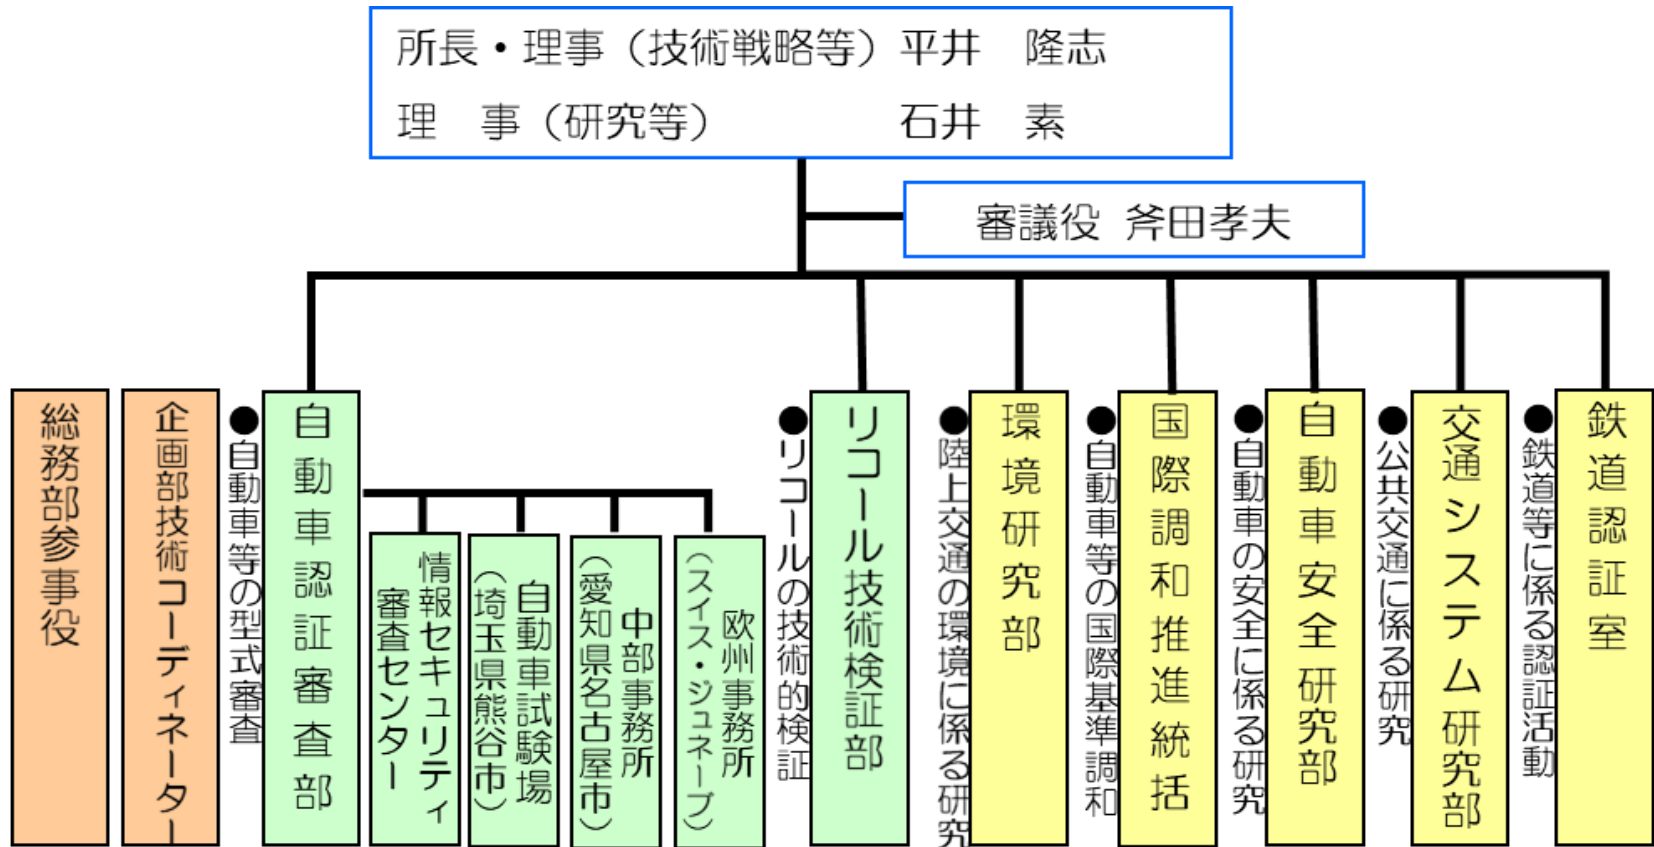 所長・理事（技術戦略等）平井　隆志
理　事（研究等）　　　　　石井　素
審議役 斧田孝夫
総務部参事役
企画部技術コーディネーター
●自動車等の型式審査
自動車認証審査部
情報セキュリティ
審査センター
自動車試験場
（埼玉県熊谷市）
中部事務所
（愛知県名古屋市）
欧州事務所
（スイス・ジュネーブ）
●リコールの技術的検証
リコール技術検証部
●陸上交通の環境に係る研究
環境研究部
●自動車等の国際基準調和
国際調和推進統括
●自動車の安全に係る研究
自動車安全研究部
●公共交通に係る研究
交通システム研究部
●鉄道等に係る認証活動
鉄道認証室